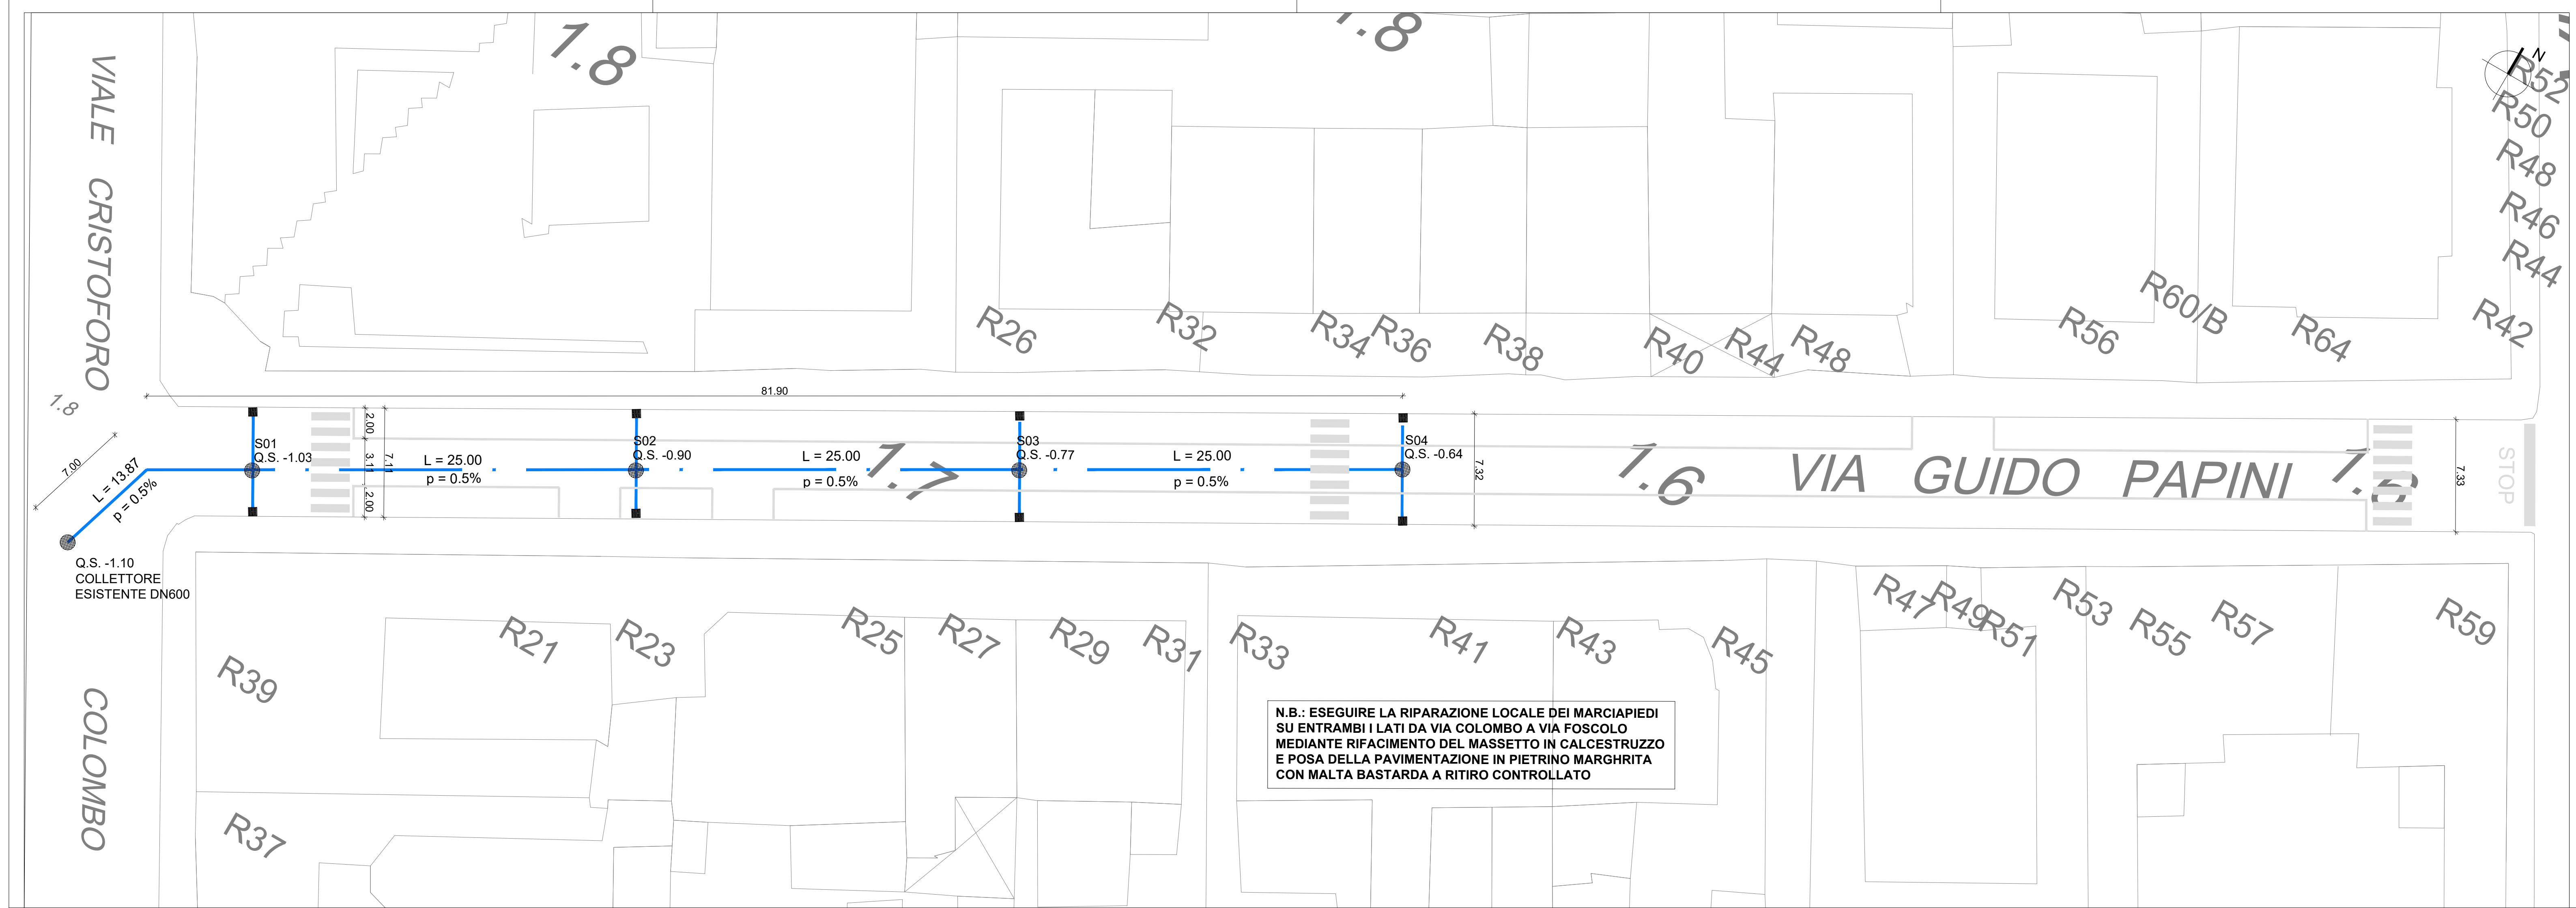 VIALE CRISTOFORO
COLOMBO
1.8
1.8
1.8
N
R52
R50
R48
R46
R44
R42
R26
R32
R34
R36
R38
R40
R44
R48
R56
R60/B
R64
81.90
7.00
L = 13.87
p = 0.5%
Q.S. -1.10
COLLETTORE
ESISTENTE DN600
S01
Q.S. -1.03
2.00
3.11
2.00
7.11
L = 25.00
p = 0.5%
S02
Q.S. -0.90
L = 25.00
p = 0.5%
1.7
S03
Q.S. -0.77
L = 25.00
p = 0.5%
S04
Q.S. -0.64
7.32
1.6
VIA GUIDO PAPINI
1.6
7.33
STOP
R39
R37
R21
R23
R25
R27
R29
R31
R33
R41
R43
R45
R47
R49
R51
R53
R55
R57
R59
N.B.: ESEGUIRE LA RIPARAZIONE LOCALE DEI MARCIAPIEDI
SU ENTRAMBI I LATI DA VIA COLOMBO A VIA FOSCOLO
MEDIANTE RIFACIMENTO DEL MASSETTO IN CALCESTRUZZO
E POSA DELLA PAVIMENTAZIONE IN PIETRINO MARGHRITA
CON MALTA BASTARDA A RITIRO CONTROLLATO